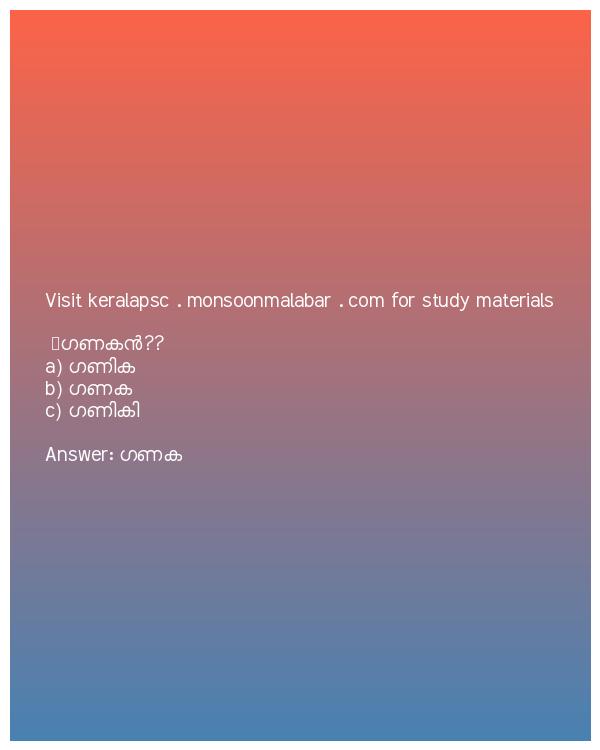 Visit keralapsc . monsoonmalabar . com for study materials
ഗണകൻ??
a) ഗണിക
b) ഗണക
c) ഗണികി
Answer: ഗണക